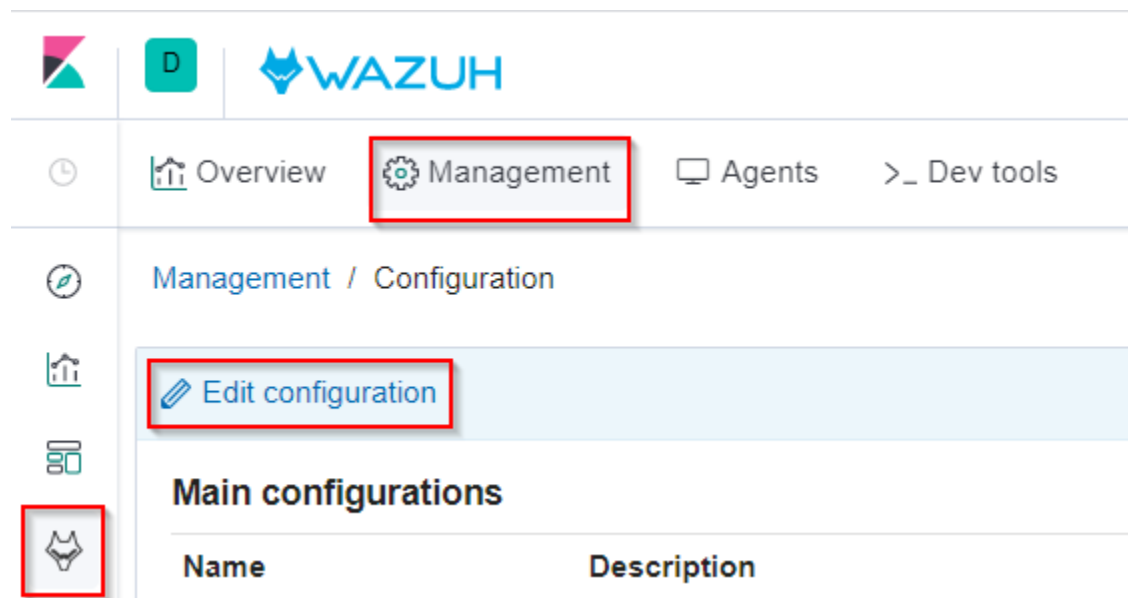 D WAZUH
Overview Management Agents >_ Dev tools
Management / Configuration
Edit configuration
Main configurations
Name Description